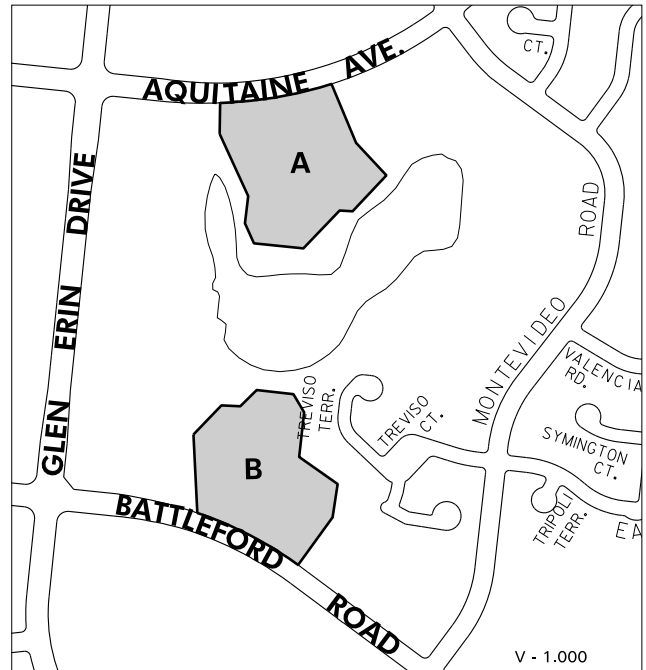 CT.
AQUITAINE AVE.
A
GLEN ERIN DRIVE
ROAD
MONTEVIDEO
VALENCIA
RD.
TREVISO
TERR.
TREVISO
CT.
SYMINGTON
CT.
B
TRIPOLI
TERR.
EA
BATTLEFORD ROAD
V - 1.000